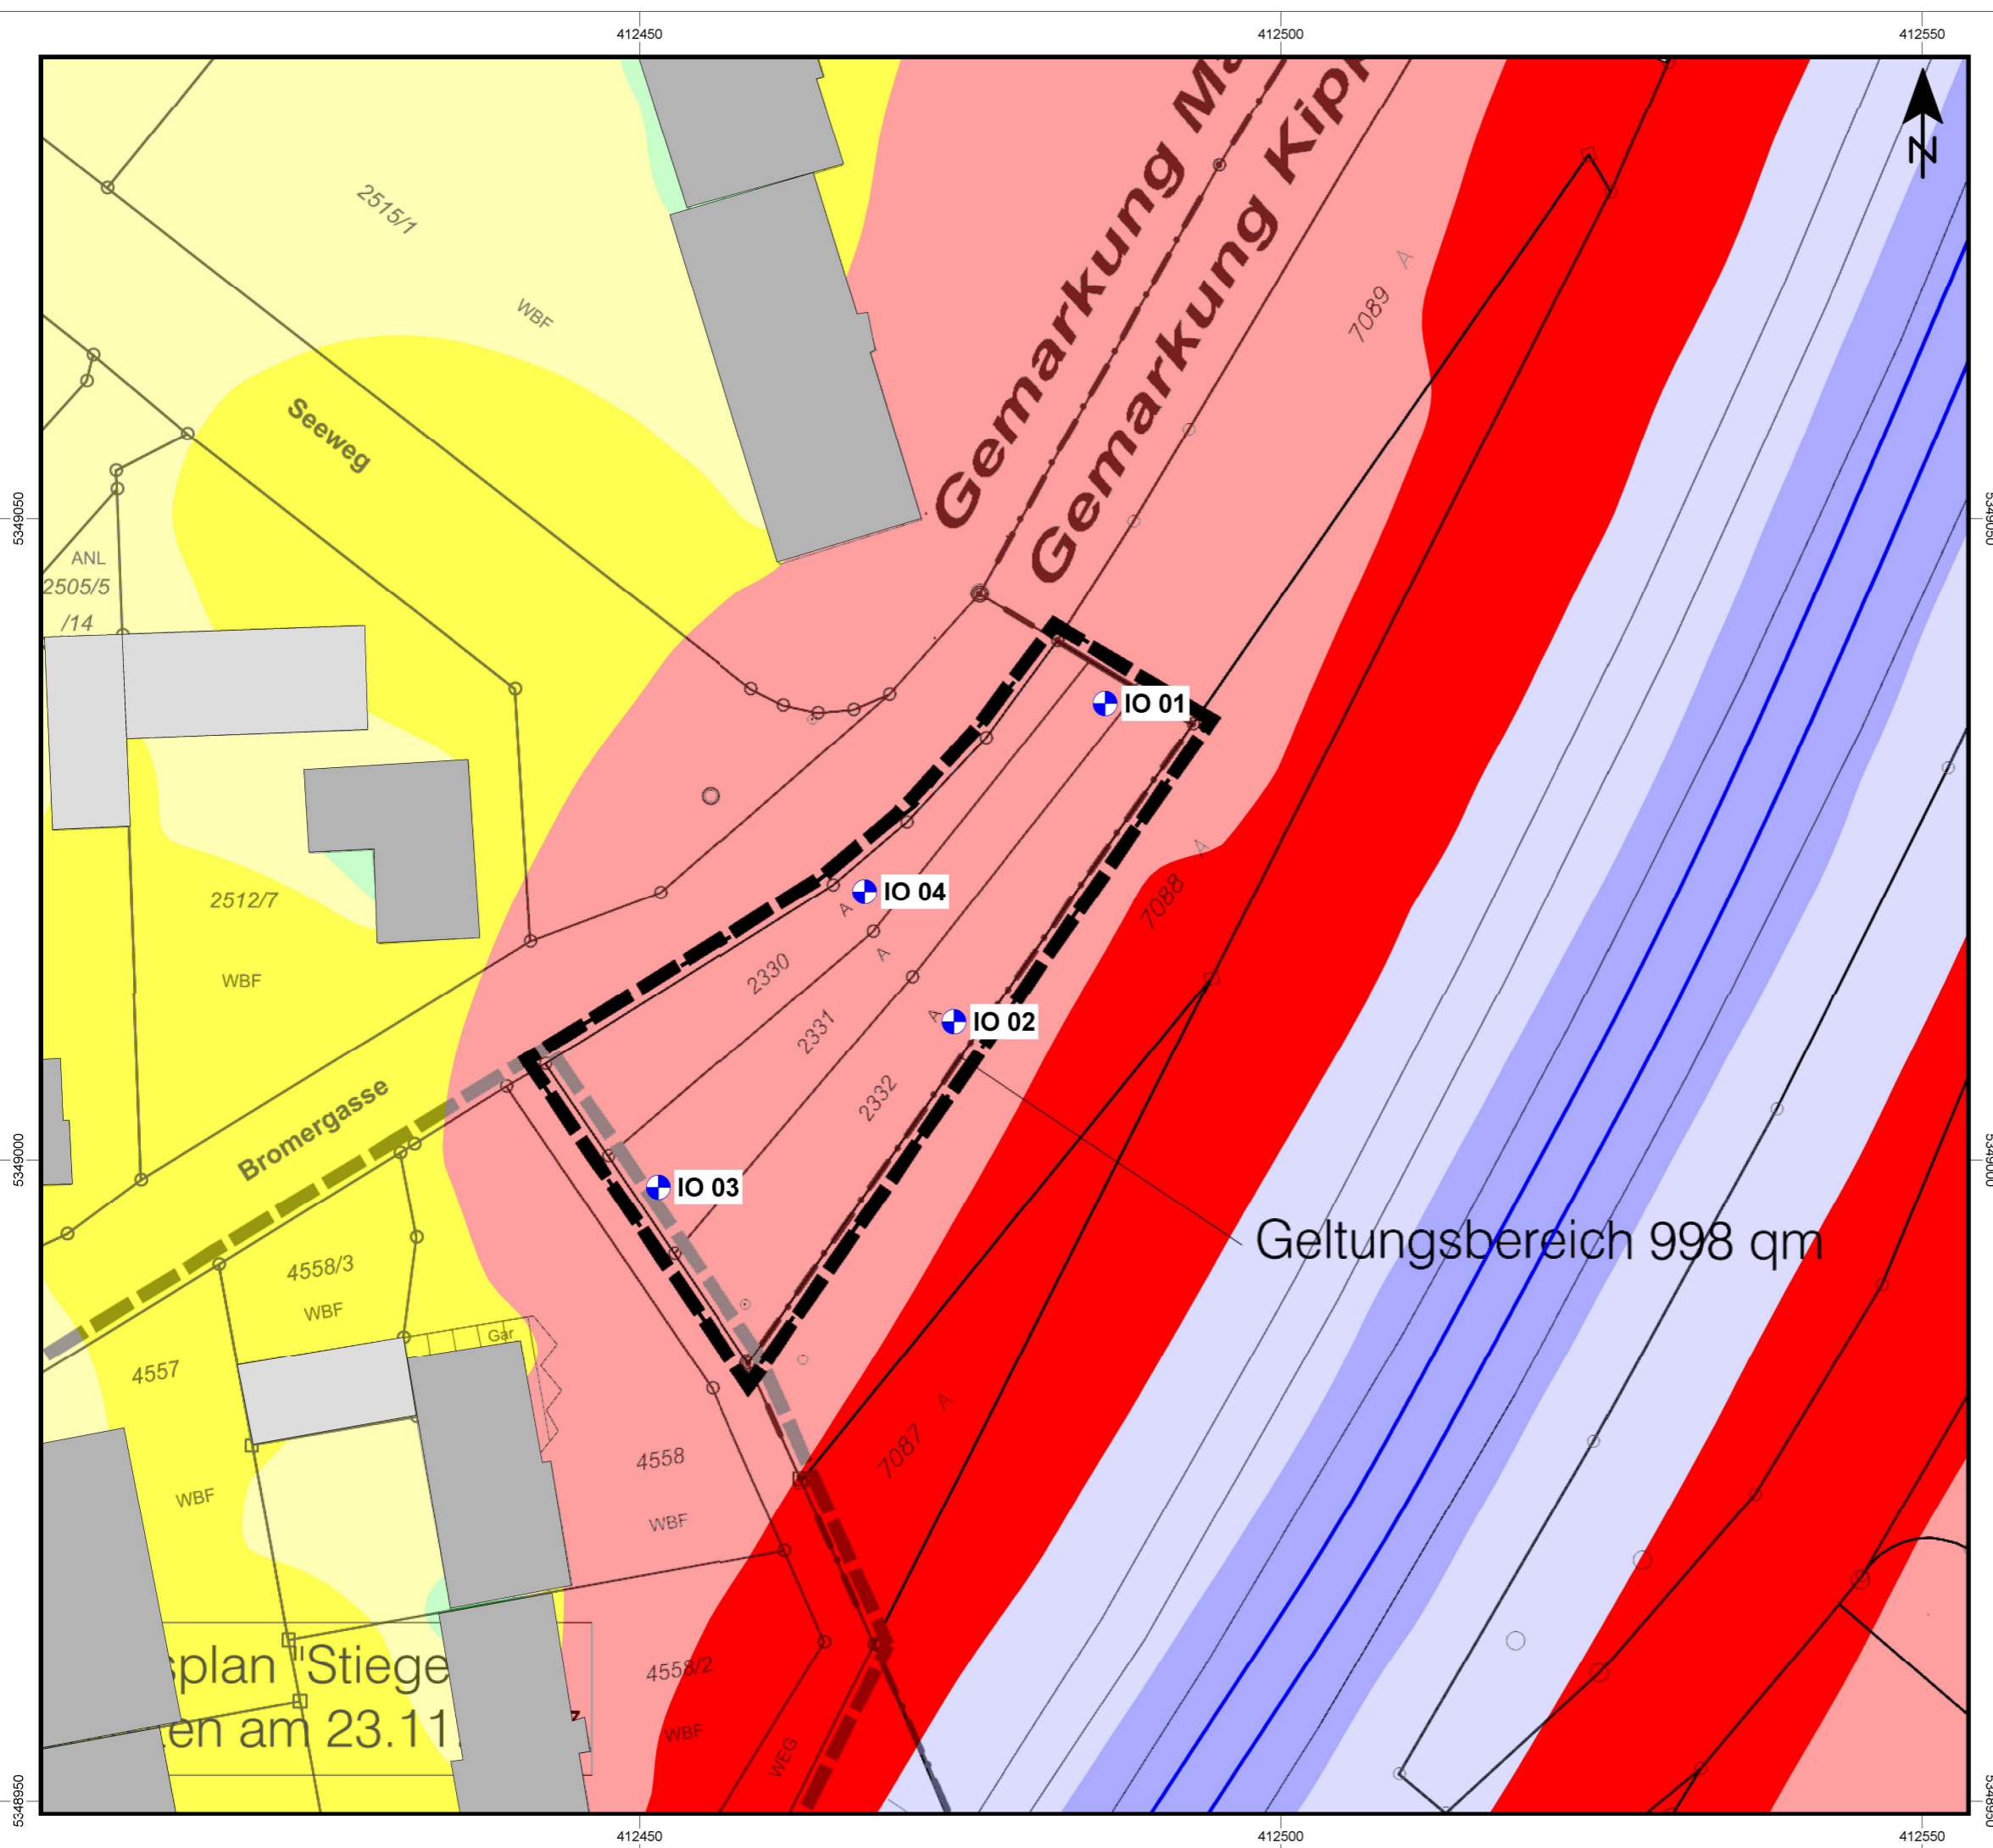 412450
412500
412550
N
Gemarkung Ma
Gemarkung Kipp
2515/1
WBF
7089
A
Seeweg
5349050
5349050
ANL
2505/5
/14
IO 01
A
7088
IO 04
A
A
2512/7
WBF
2330
2331
A
IO 02
2332
Bromergasse
5349000
5349000
IO 03
Geltungsbereich 998 qm
4558/3
WBF
Gar
4557
A
7087
4558
WBF
WBF
splan "Stiege
4558/2
en am 23.11.
WBF
WEG
5348950
5348950
412450
412500
412550